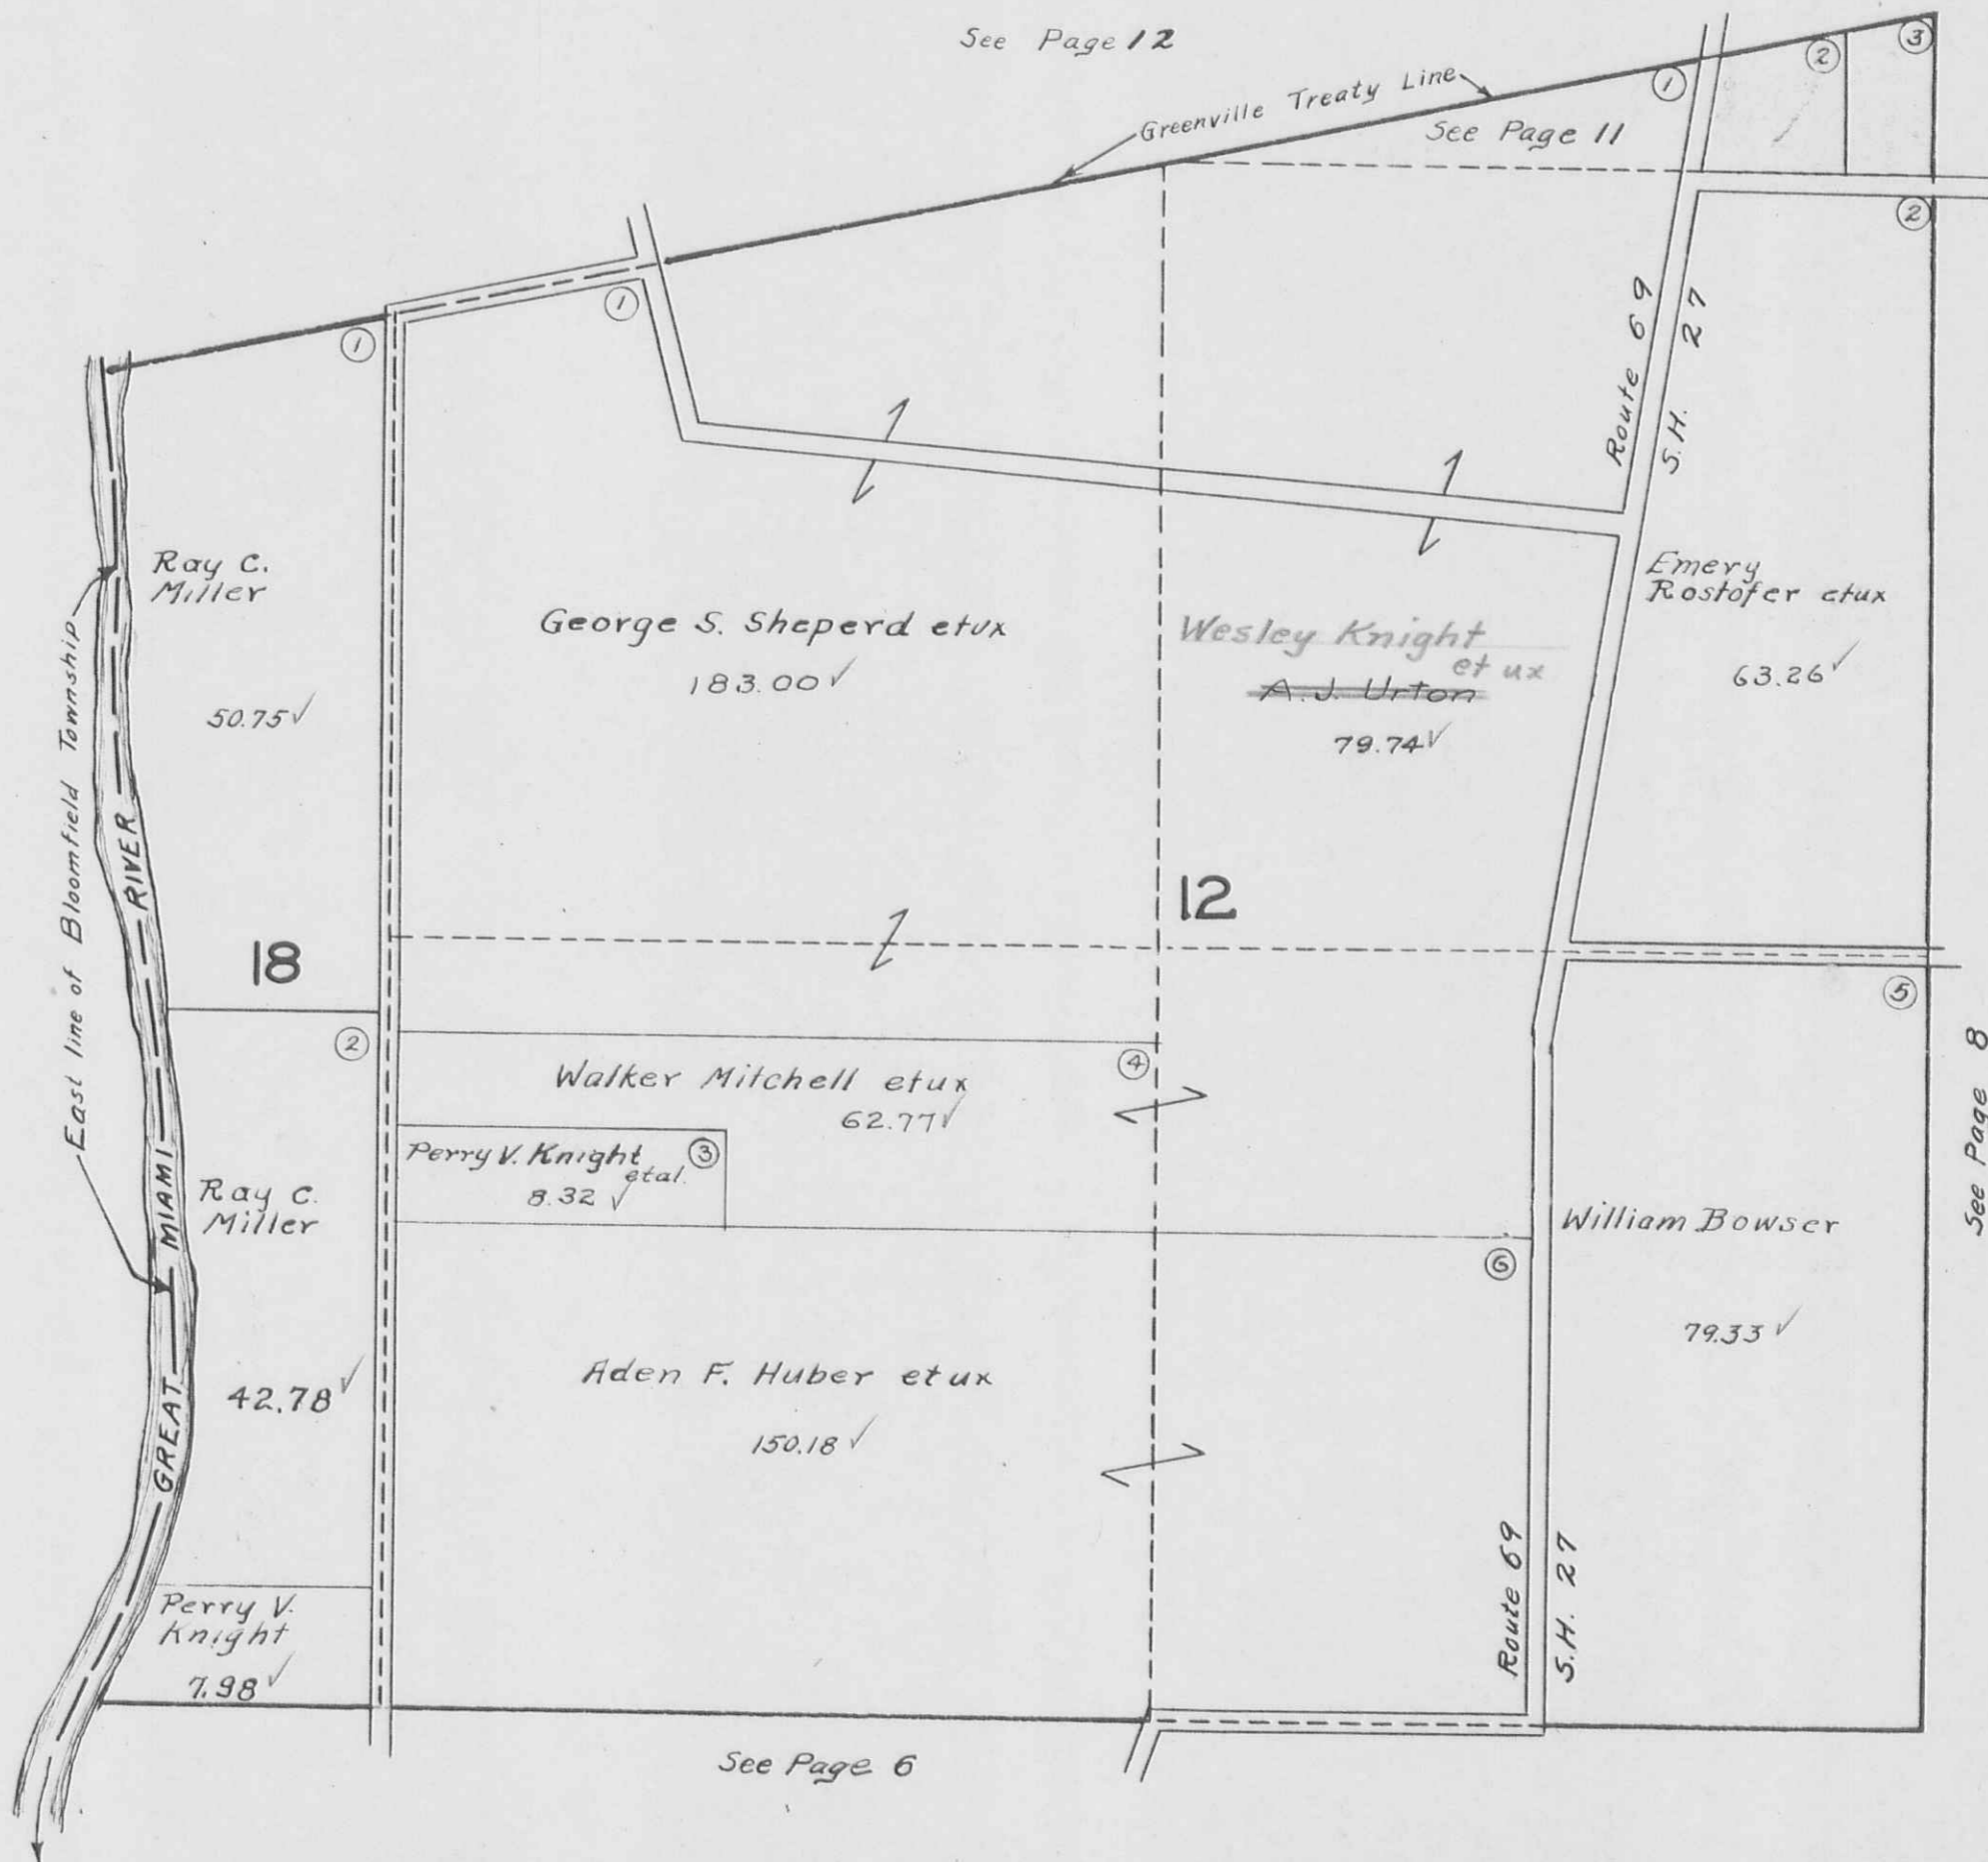 See Page 12
Greenville Treaty Line
See Page 11
1
2
3
2
1
1
Route 69
S.H. 27
Ray C.
Miller
50.75✓
George S. Sheperd etux
183.00✓
Wesley Knight
et ux
A.J. Urton
79.74✓
Emery
Rostofer etux
63.26✓
East line of Bloomfield Township
GREAT MIAMI RIVER
18
12
2
4
5
Walker Mitchell etux
62.77✓
Perry V. Knight
etal.
3
8.32✓
Ray C.
Miller
42.78✓
6
William Bowser
79.33✓
See Page 8
Aden F. Huber etux
150.18✓
Route 69
S.H. 27
Perry V.
Knight
7.98✓
See Page 6